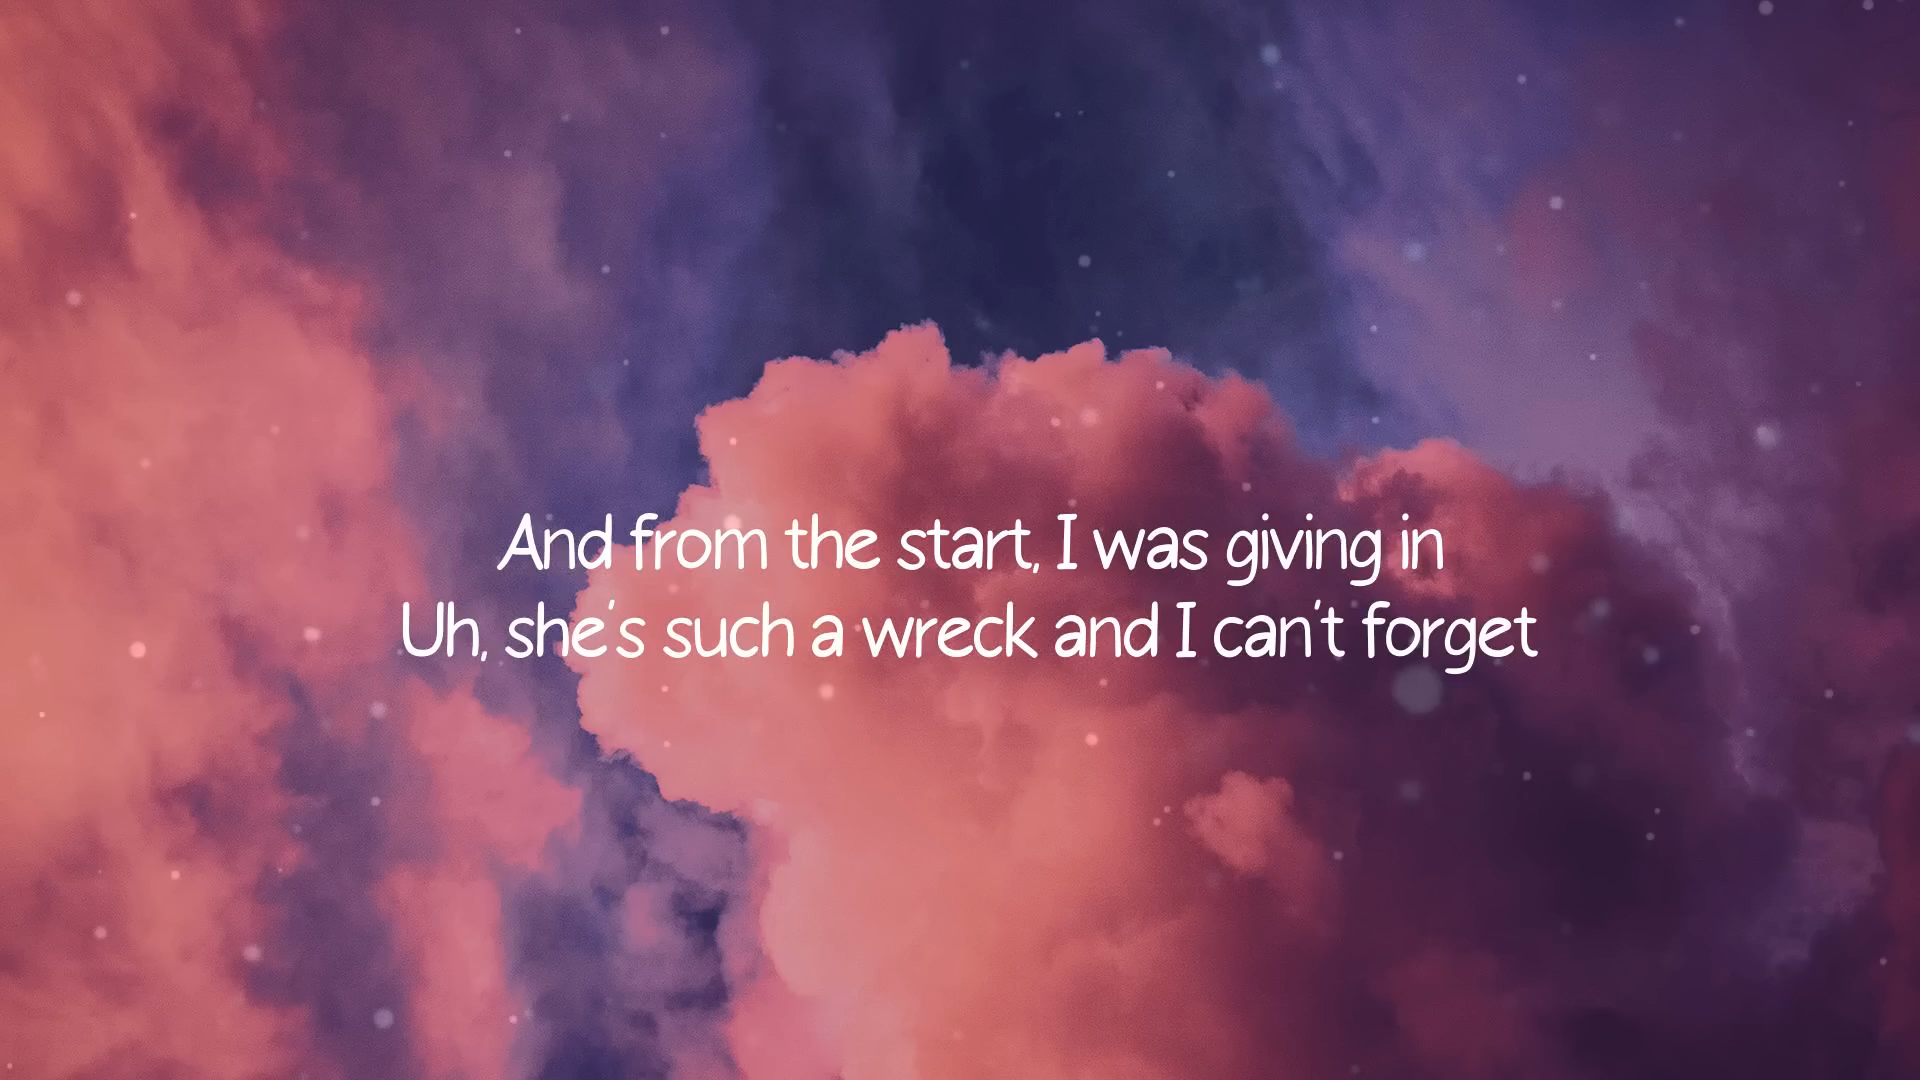 And from the start, I was giving in
Uh, she's such a wreck and I can't forget